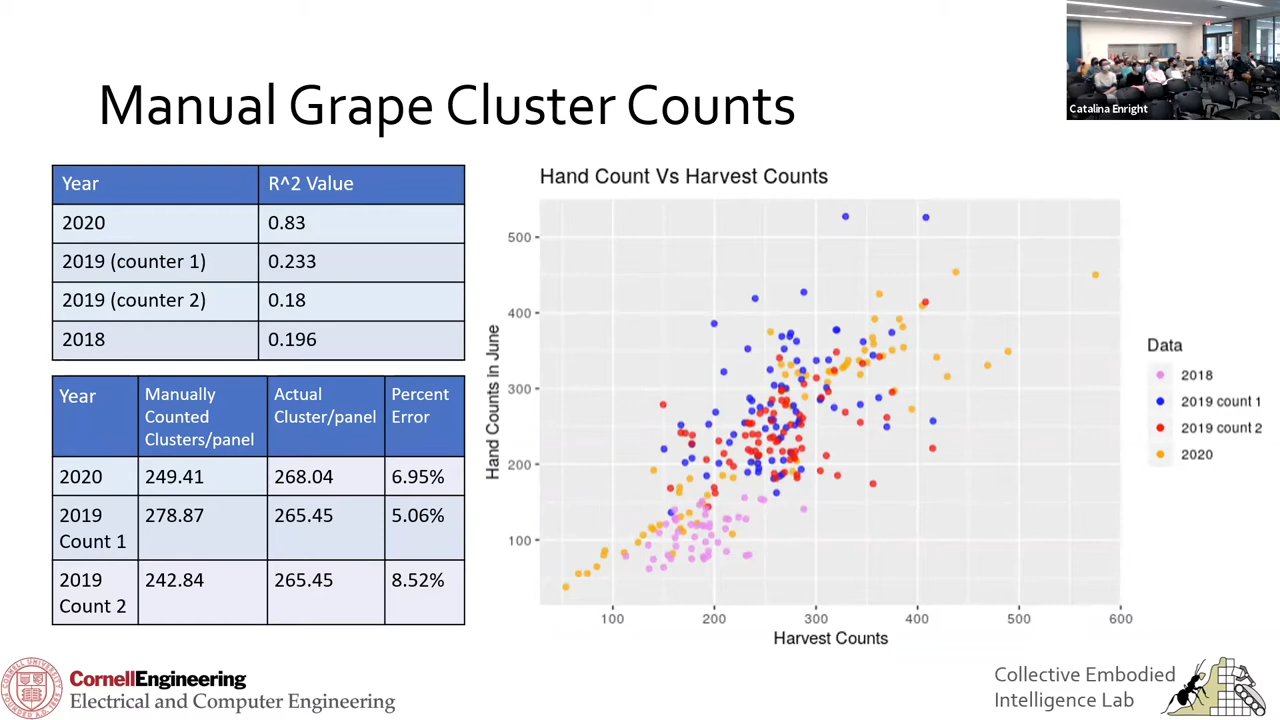 Catalina Enright
Manual Grape Cluster Counts
Year R^2 Value
2020 0.83
2019 (counter 1) 0.233
2019 (counter 2) 0.18
2018 0.196
Year Manually Counted Clusters/panel Actual Cluster/panel Percent Error
2020 249.41 268.04 6.95%
2019 Count 1 278.87 265.45 5.06%
2019 Count 2 242.84 265.45 8.52%
Hand Count Vs Harvest Counts
Hand Counts in June
500
400
300
200
100
100 200 300 400 500 600
Harvest Counts
Data
2018
2019 count 1
2019 count 2
2020
CornellEngineering
Electrical and Computer Engineering
Collective Embodied
Intelligence Lab